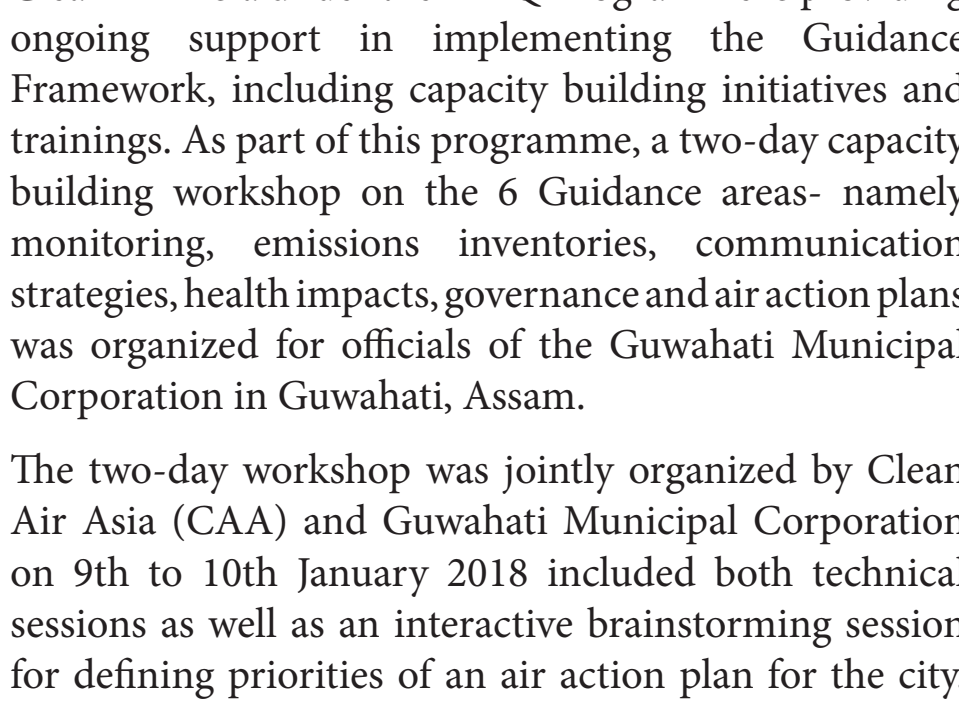 ongoing support in implementing the Guidance
Framework, including capacity building initiatives and
trainings. As part of this programme, a two-day capacity
building workshop on the 6 Guidance areas- namely
monitoring, emissions inventories, communication
strategies, health impacts, governance and air action plans
was organized for officials of the Guwahati Municipal
Corporation in Guwahati, Assam.
The two-day workshop was jointly organized by Clean
Air Asia (CAA) and Guwahati Municipal Corporation
on 9th to 10th January 2018 included both technical
sessions as well as an interactive brainstorming session
for defining priorities of an air action plan for the city.